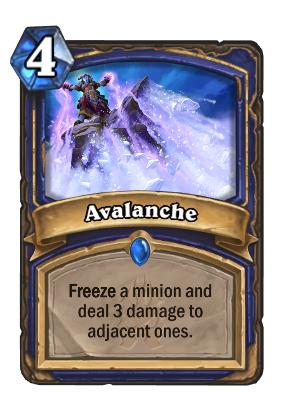 4
Avalanche
Freeze a minion and
deal 3 damage to
adjacent ones.